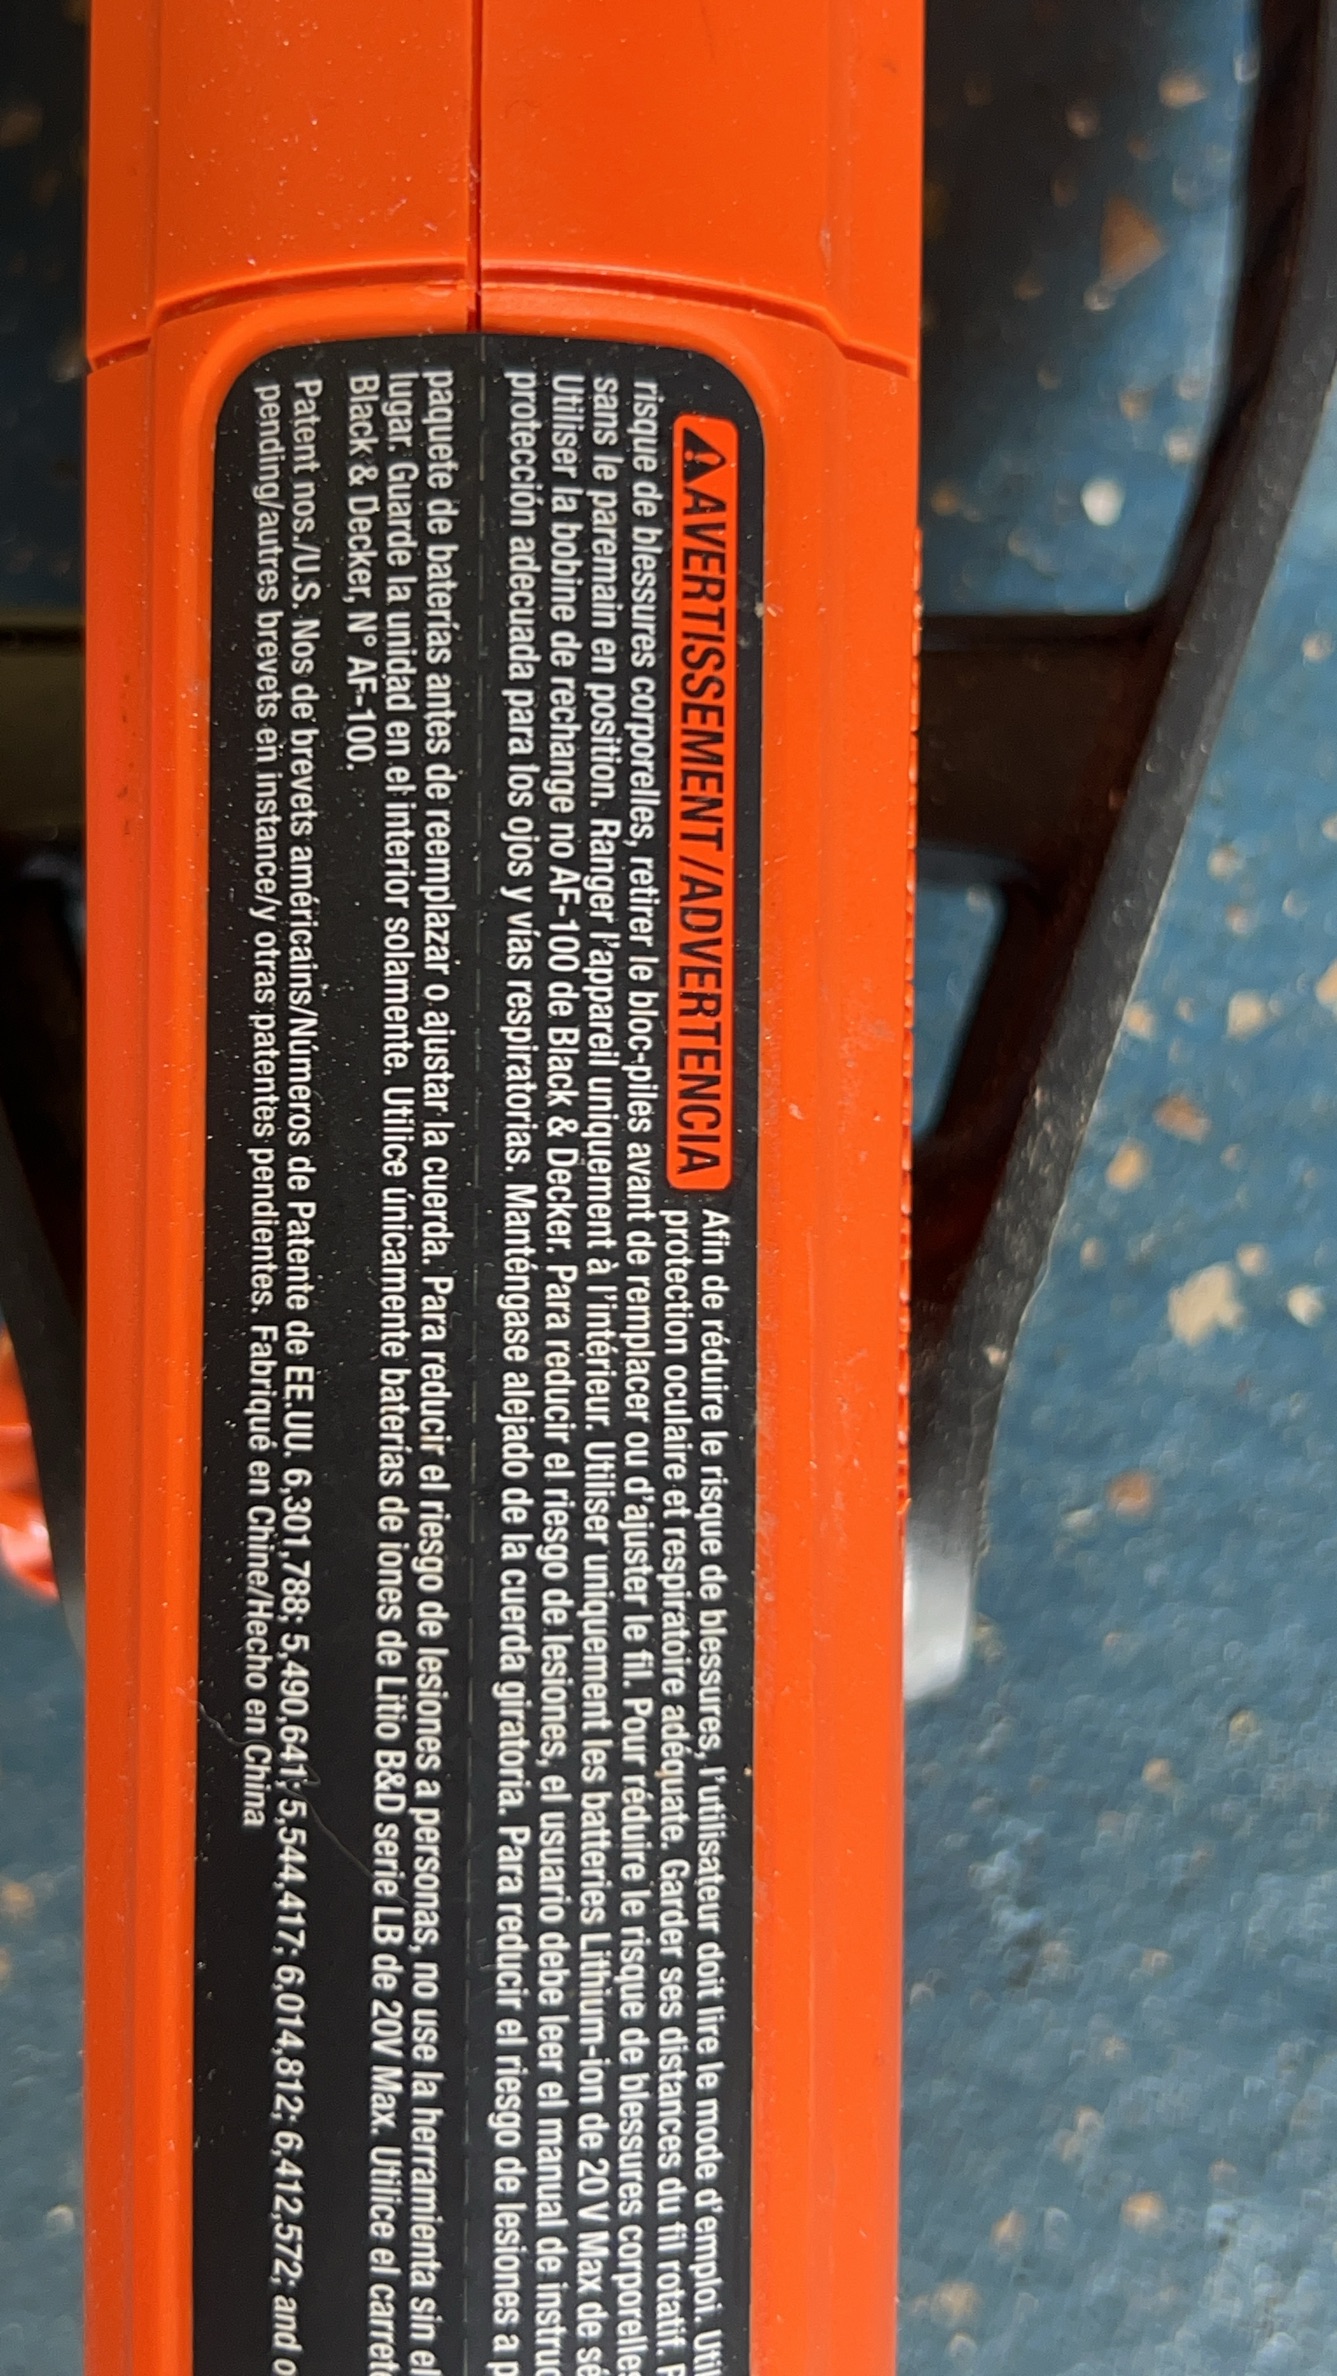 ⚠AVERTISSEMENT/ADVERTENCIA
Afin de réduire le risque de blessures, l'utilisateur doit lire le mode d'emploi.
protection oculaire et respiratoire adéquate. Garder ses distances du fil rotatif.
risque de blessures corporelles, retirer le bloc-piles avant de remplacer ou d'ajuster le fil. Pour réduire le risque de blessures corporelles
sans le paremain en position. Ranger l'appareil uniquement à l'intérieur. Utiliser uniquement les batteries Lithium-ion de 20 V Max de
Utiliser la bobine de rechange no AF-100 de Black & Decker. Para reducir el riesgo de lesiones, el usuario debe leer el manual de
protección adecuada para los ojos y vías respiratorias. Manténgase alejado de la cuerda giratoria. Para reducir el riesgo de lesiones a
paquete de baterías antes de reemplazar o ajustar la cuerda. Para reducir el riesgo de lesiones a personas, no use la herramienta sin el
lugar. Guarde la unidad en el interior solamente. Utilice únicamente baterías de iones de Litio B&D serie LB de 20V Max. Utilice el
Black & Decker, N° AF-100.
Patent nos./U.S. Nos de brevets américains/Números de Patente de EE.UU. 6,301,788; 5,490,641; 5,544,417; 6,014,812; 6,412,572; and
pending/autres brevets en instance/y otras patentes pendientes. Fabriqué en Chine/Hecho en China